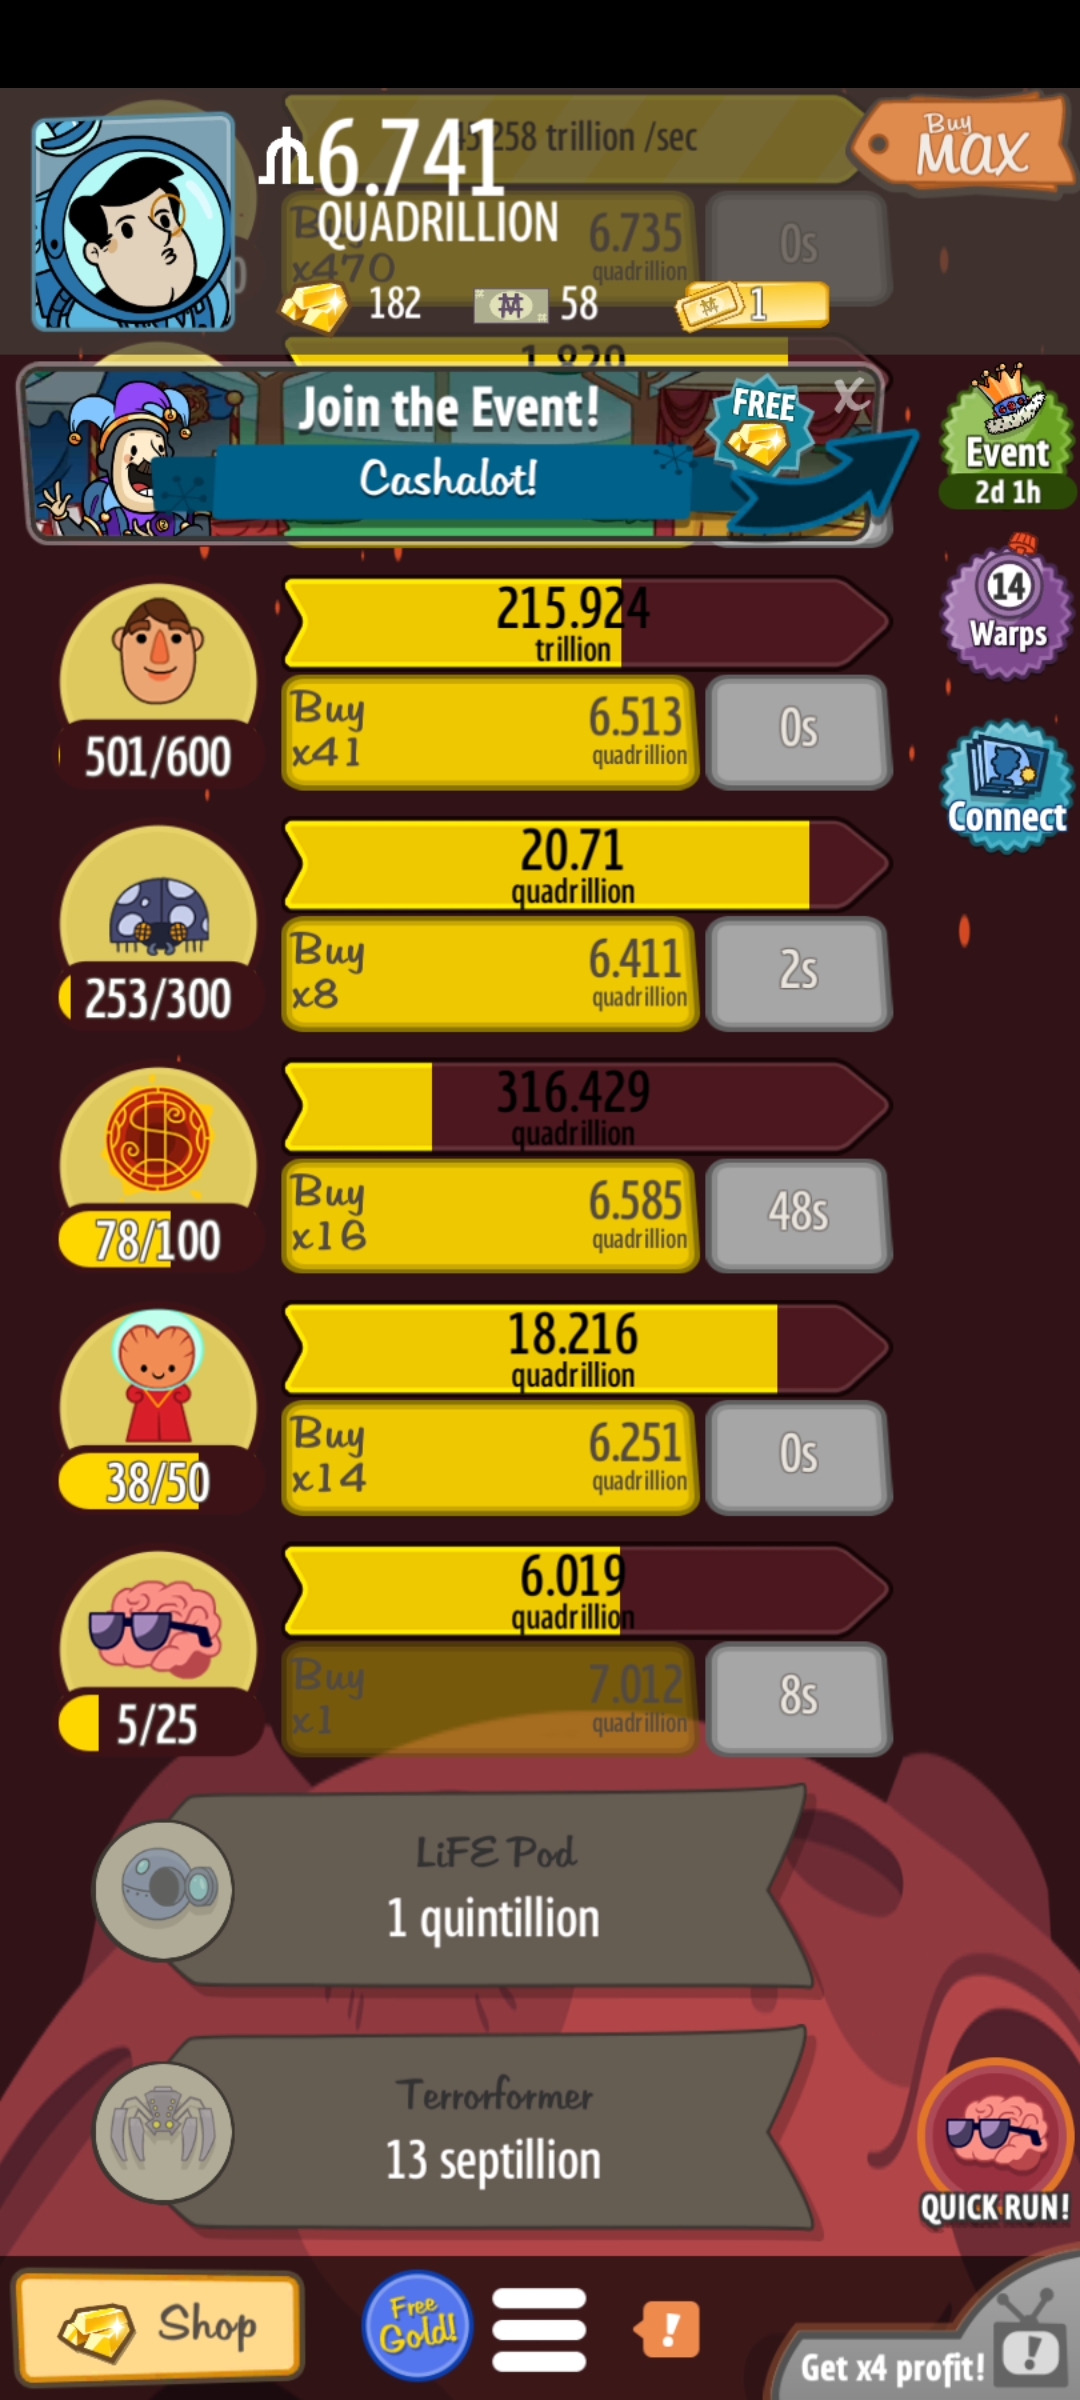 45.258 trillion /sec
6.741
QUADRILLION
Buy
MAX
Buy
x470
6.735
quadrillion
0s
182
58
1
1.820
Join the Event!
FREE
X
Cashalot!
Event
2d 1h
215.924
trillion
14
Warps
Buy
x41
6.513
quadrillion
0s
501/600
Connect
20.71
quadrillion
Buy
x8
6.411
quadrillion
2s
253/300
316.429
quadrillion
Buy
x16
6.585
quadrillion
48s
78/100
18.216
quadrillion
Buy
x14
6.251
quadrillion
0s
38/50
6.019
quadrillion
Buy
x1
7.012
quadrillion
8s
5/25
LiFE Pod
1 quintillion
Terrorformer
13 septillion
QUICK RUN!
Shop
Free
Gold!
!
Get x4 profit!
!